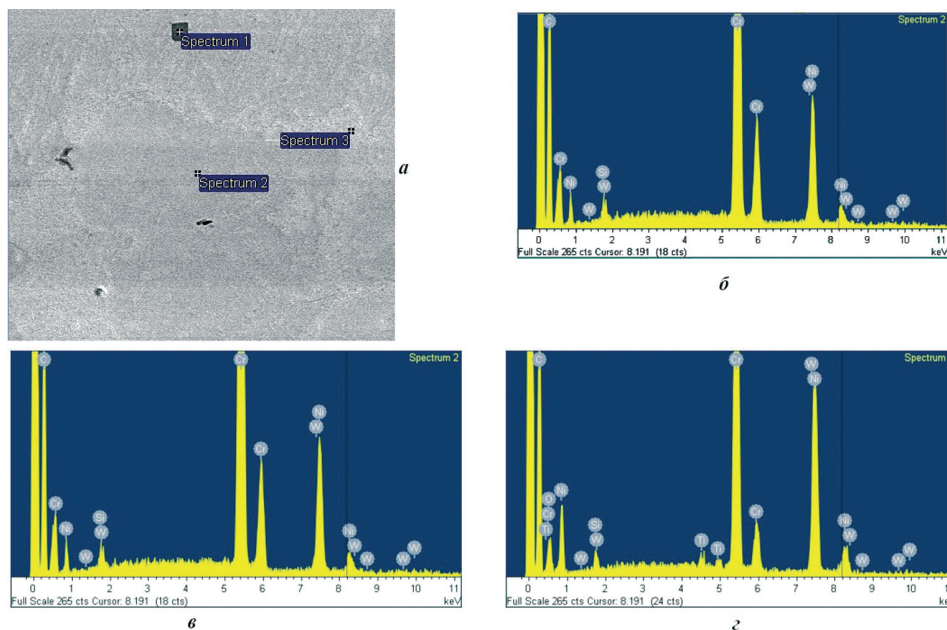 Spectrum 1
Spectrum 3
Spectrum 2
а
Spectrum 2
C Cr Ni W
Cr
Cr Ni W Si W Ni W W W W
0 1 2 3 4 5 6 7 8 9 10 11
Full Scale 265 cts Cursor: 8.191 (18 cts) keV
б
Spectrum 2
C Cr Ni W
Cr
Cr Ni W Si W Ni W W W W
0 1 2 3 4 5 6 7 8 9 10 11
Full Scale 265 cts Cursor: 8.191 (18 cts) keV
в
Spectrum
C Cr W Ni
O Cr Ti Ni W Si W Ti Ti Cr Ni W W W W
0 1 2 3 4 5 6 7 8 9 10 11
Full Scale 265 cts Cursor: 8.191 (24 cts) keV
г